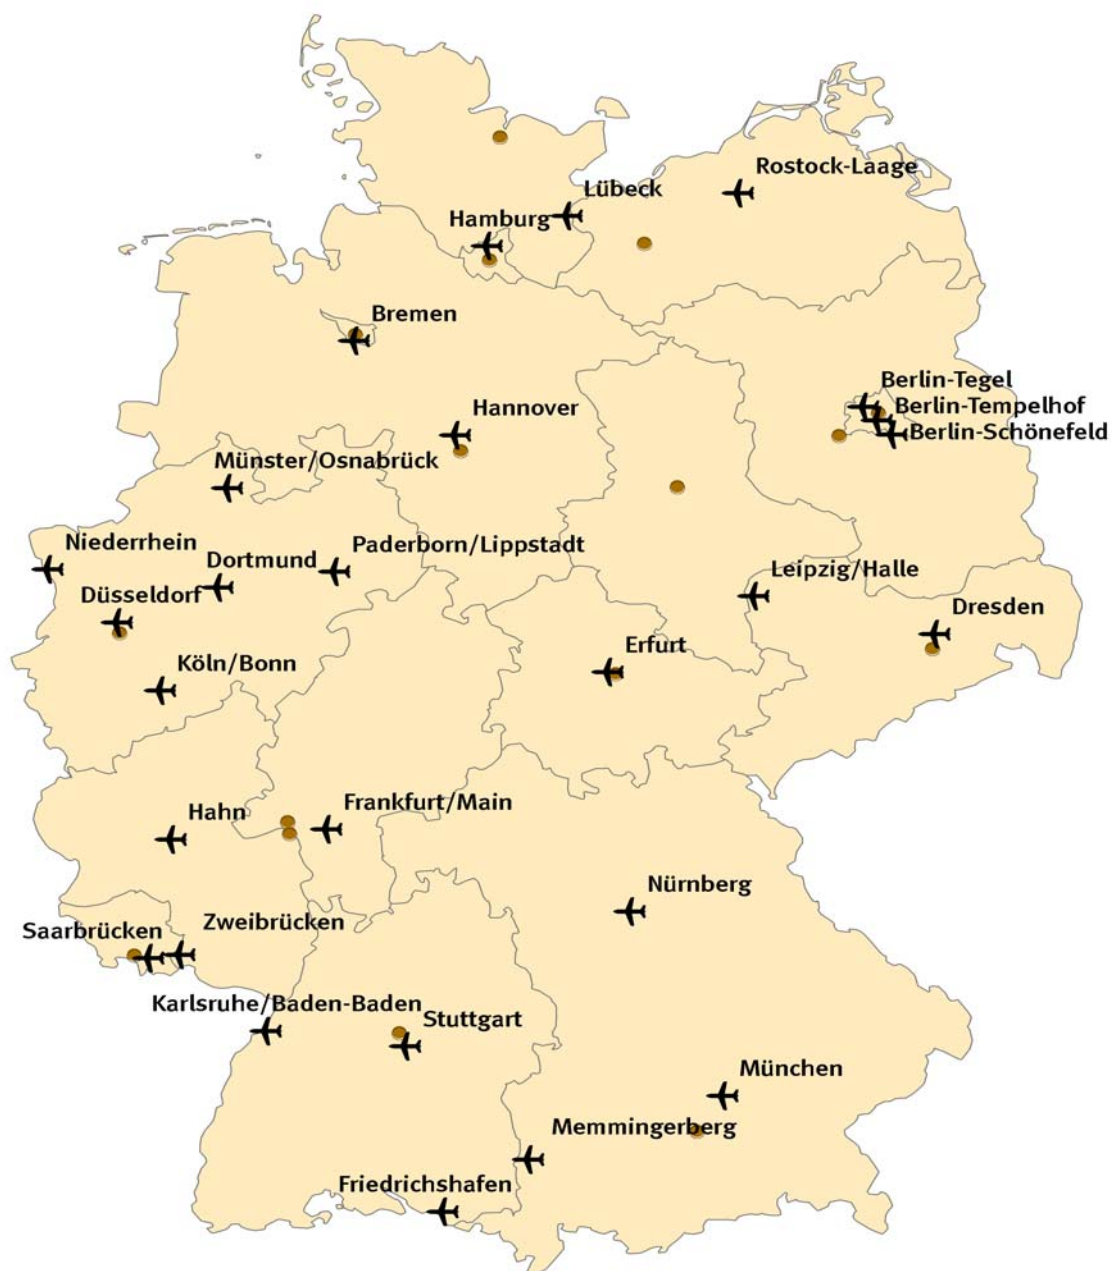 Rostock-Laage
Lübeck
Hamburg
Bremen
Berlin-Tegel
Berlin-Tempelhof
Hannover
Berlin-Schönefeld
Münster/Osnabrück
Niederrhein
Paderborn/Lippstadt
Dortmund
Leipzig/Halle
Düsseldorf
Dresden
Erfurt
Köln/Bonn
Frankfurt/Main
Hahn
Nürnberg
Zweibrücken
Saarbrücken
Karlsruhe/Baden-Baden
Stuttgart
München
Memmingerberg
Friedrichshafen